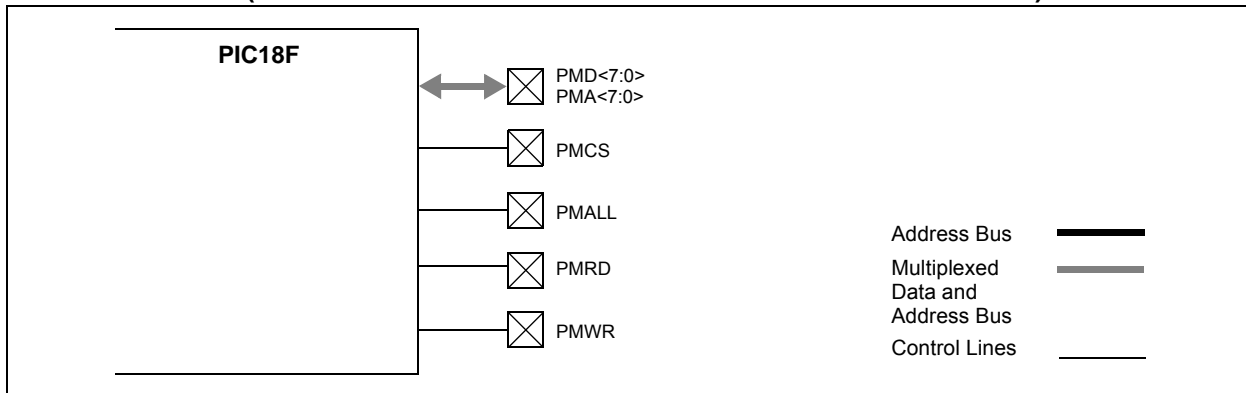 PIC18F
PMD<7:0>
PMA<7:0>
PMCS
PMALL
PMRD
PMWR
Address Bus
Multiplexed
Data and
Address Bus
Control Lines